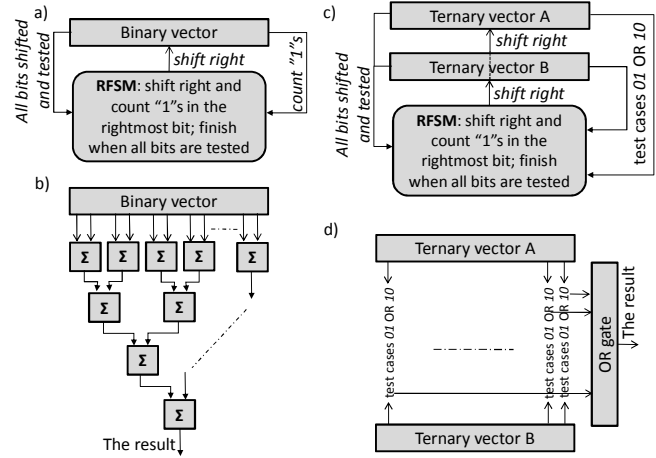 a)
Binary vector
shift right
All bits shifted
and tested
count "1"s
RFSM: shift right and
count “1”s in the
rightmost bit; finish
when all bits are tested
b)
Binary vector
Σ Σ Σ Σ Σ
Σ Σ
Σ
Σ
The result
c)
Ternary vector A
shift right
Ternary vector B
shift right
All bits shifted
and tested
test cases 01 OR 10
RFSM: shift right and
count “1”s in the
rightmost bit; finish
when all bits are tested
d)
Ternary vector A
test cases 01 OR 10
test cases 01 OR 10
test cases 01 OR 10
OR gate
The result
Ternary vector B